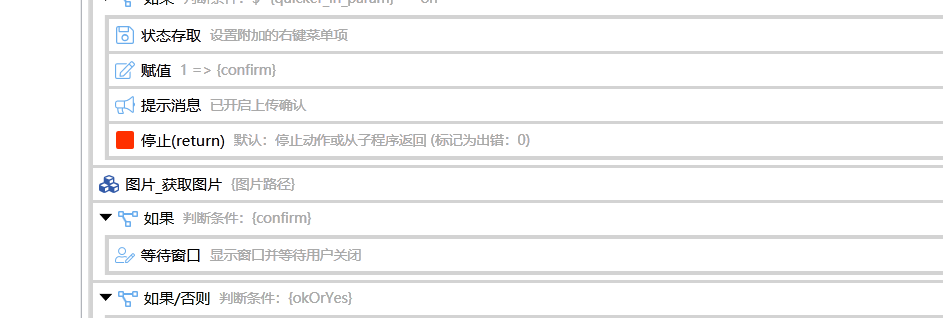 如果 判断条件：$ {quicker_in_param} == "on"
状态存取 设置附加的右键菜单项
赋值 1 => {confirm}
提示消息 已开启上传确认
停止(return) 默认：停止动作或从子程序返回 (标记为出错：0)
图片_获取图片 {图片路径}
如果 判断条件：{confirm}
等待窗口 显示窗口并等待用户关闭
如果/否则 判断条件：{okOrYes}